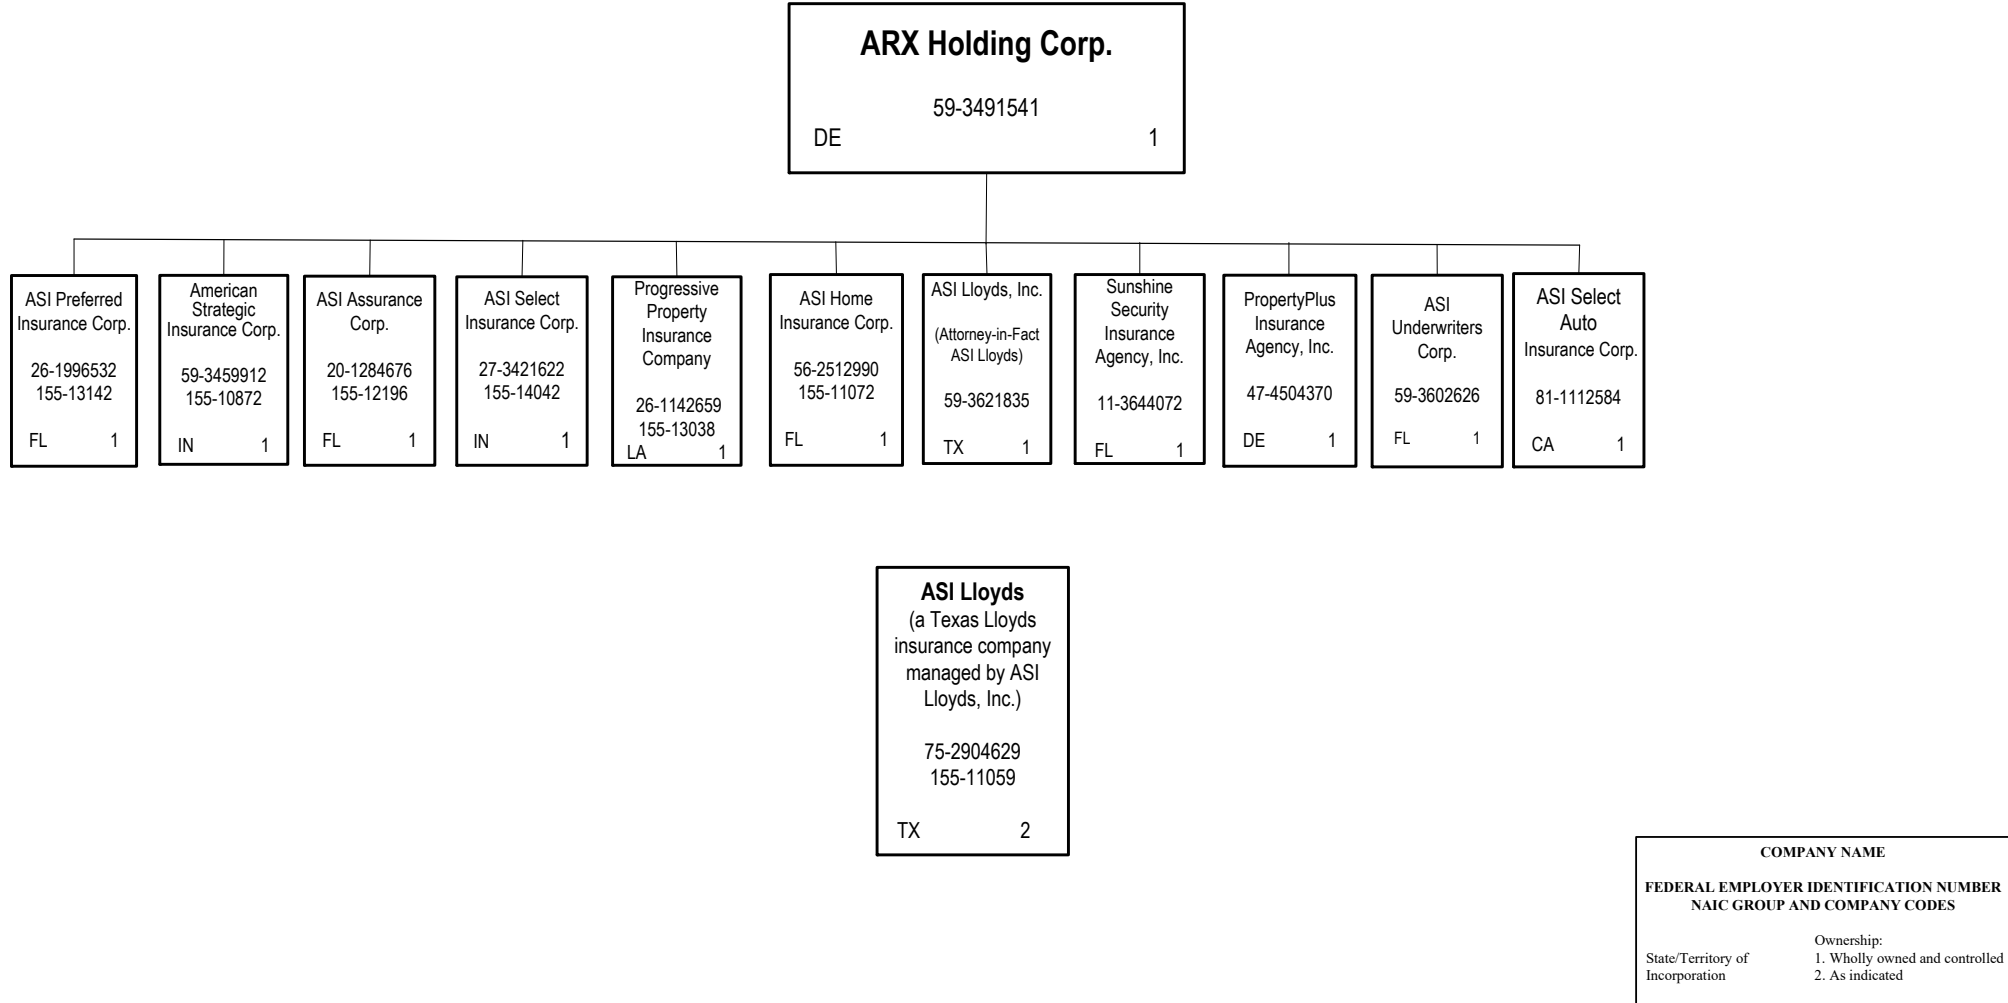 ARX Holding Corp.
59-3491541
DE 1
ASI Preferred
Insurance Corp.
26-1996532
155-13142
FL 1
American
Strategic
Insurance Corp.
59-3459912
155-10872
IN 1
ASI Assurance
Corp.
20-1284676
155-12196
FL 1
ASI Select
Insurance Corp.
27-3421622
155-14042
IN 1
Progressive
Property
Insurance
Company
26-1142659
155-13038
LA 1
ASI Home
Insurance Corp.
56-2512990
155-11072
FL 1
ASI Lloyds, Inc.
(Attorney-in-Fact
ASI Lloyds)
59-3621835
TX 1
Sunshine
Security
Insurance
Agency, Inc.
11-3644072
FL 1
PropertyPlus
Insurance
Agency, Inc.
47-4504370
DE 1
ASI
Underwriters
Corp.
59-3602626
FL 1
ASI Select
Auto
Insurance Corp.
81-1112584
CA 1
ASI Lloyds
(a Texas Lloyds
insurance company
managed by ASI
Lloyds, Inc.)
75-2904629
155-11059
TX 2
COMPANY NAME
FEDERAL EMPLOYER IDENTIFICATION NUMBER
NAIC GROUP AND COMPANY CODES
Ownership:
State/Territory of 1. Wholly owned and controlled
Incorporation 2. As indicated